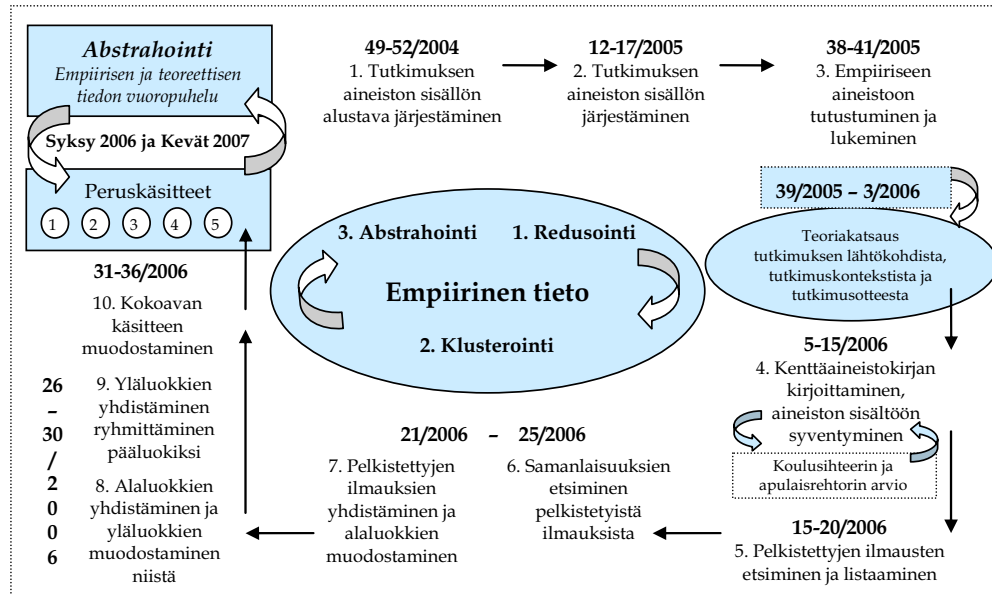 Abstrahointi
Empiirisen ja teoreettisen
tiedon vuoropuhelu
Syksy 2006 ja Kevät 2007
Peruskäsitteet
1 2 3 4 5
49-52/2004
1. Tutkimuksen
aineiston sisällön
alustava järjestäminen
12-17/2005
2. Tutkimuksen
aineiston sisällön
järjestäminen
38-41/2005
3. Empiiriseen
aineistoon
tutustuminen ja
lukeminen
39/2005 – 3/2006
Teoriakatsaus
tutkimuksen lähtökohdista,
tutkimuskontekstista ja
tutkimusotteesta
3. Abstrahointi
1. Redusointi
Empiirinen tieto
2. Klusterointi
5-15/2006
4. Kenttäaineistokirjan
kirjoittaminen,
aineiston sisältöön
syventyminen
Koulusihteerin ja
apulaisrehtorin arvio
15-20/2006
5. Pelkistettyjen ilmausten
etsiminen ja listaaminen
21/2006 – 25/2006
6. Samanlaisuuksien
etsiminen
pelkistetyistä
ilmauksista
7. Pelkistettyjen
ilmauksien
yhdistäminen ja
alaluokkien
muodostaminen
26
–
30
/
2
0
0
6
8. Alaluokkien
yhdistäminen ja
yläluokkien
muodostaminen
niistä
9. Yläluokkien
yhdistäminen
ryhmittäminen
pääluokiksi
31-36/2006
10. Kokoavan
käsitteen
muodostaminen